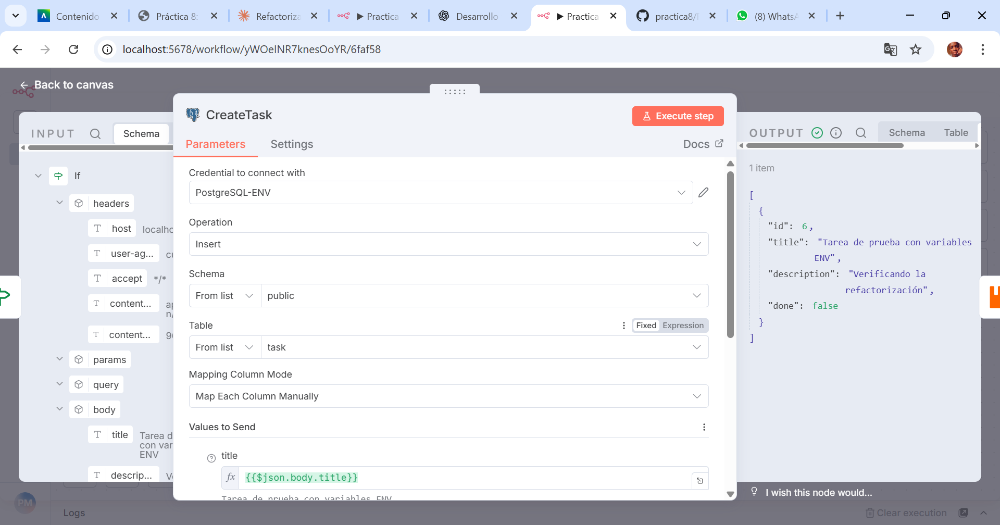 Contenido
Práctica 8:
Refactoriza
▶ Practica
Desarrollo
▶ Practica
practica8/
(8) WhatsA
localhost:5678/workflow/yWOeINR7knesOoYR/6faf58
Back to canvas
INPUT
Schema
If
headers
host
localho
user-ag...
accept
*/*
content...
n/
content...
params
query
body
title
Tarea d
con var
ENV
descrip...
CreateTask
Execute step
Parameters
Settings
Docs
Credential to connect with
PostgreSQL-ENV
Operation
Insert
Schema
From list
public
Table
Fixed
Expression
From list
task
Mapping Column Mode
Map Each Column Manually
Values to Send
title
fx
{{$json.body.title}}
Tarea de prueba con variables ENV
OUTPUT
Schema
Table
1 item
[
{
"id": 6,
"title": "Tarea de prueba con variables
ENV",
"description": "Verificando la
refactorización",
"done": false
}
]
I wish this node would...
PM
Logs
Clear execution